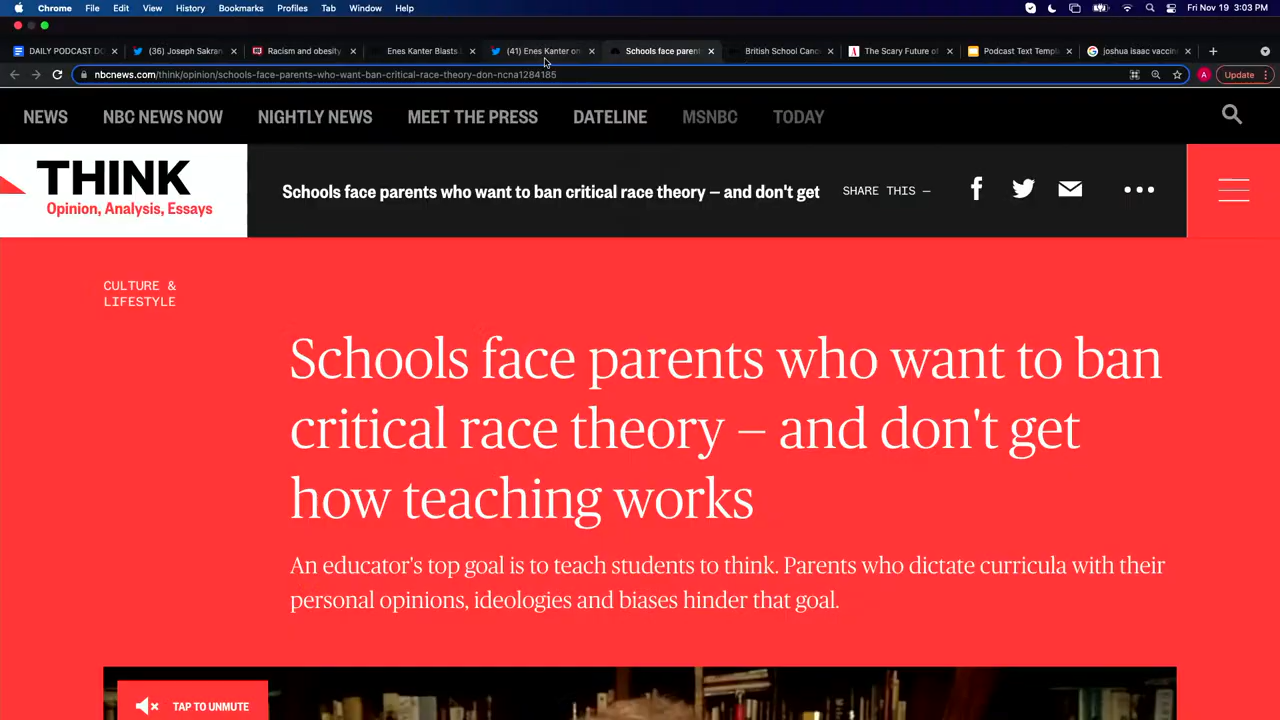 Chrome File Edit View History Bookmarks Profiles Tab Window Help Fri Nov 19 3:03 PM
DAILY PODCAST DO (36) Joseph Sakran Racism and obesity Enes Kanter Blasts (41) Enes Kanter on Schools face parent British School Canc The Scary Future of Podcast Text Templ joshua isaac vaccin
nbcnews.com/think/opinion/schools-face-parents-who-want-ban-critical-race-theory-don-ncna1284185 A Update
NEWS NBC NEWS NOW NIGHTLY NEWS MEET THE PRESS DATELINE MSNBC TODAY
THINK
Opinion, Analysis, Essays
Schools face parents who want to ban critical race theory — and don't get
SHARE THIS —
CULTURE &
LIFESTYLE
Schools face parents who want to ban
critical race theory — and don't get
how teaching works
An educator's top goal is to teach students to think. Parents who dictate curricula with their
personal opinions, ideologies and biases hinder that goal.
TAP TO UNMUTE